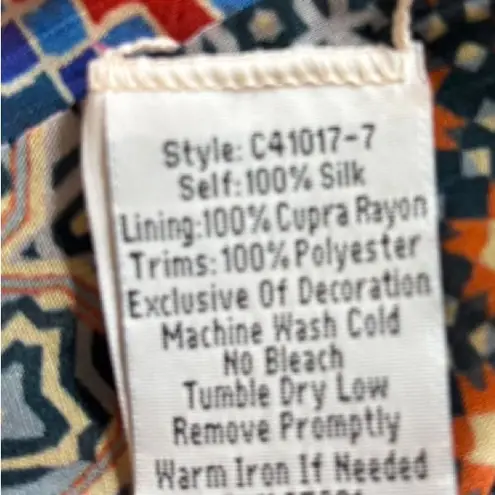 Style: C41017-7
Self:100% Silk
Lining:100% Cupra Rayon
Trims:100% Polyester
Exclusive Of Decoration
Machine Wash Cold
No Bleach
Tumble Dry Low
Remove Promptly
Warm Iron If Needed